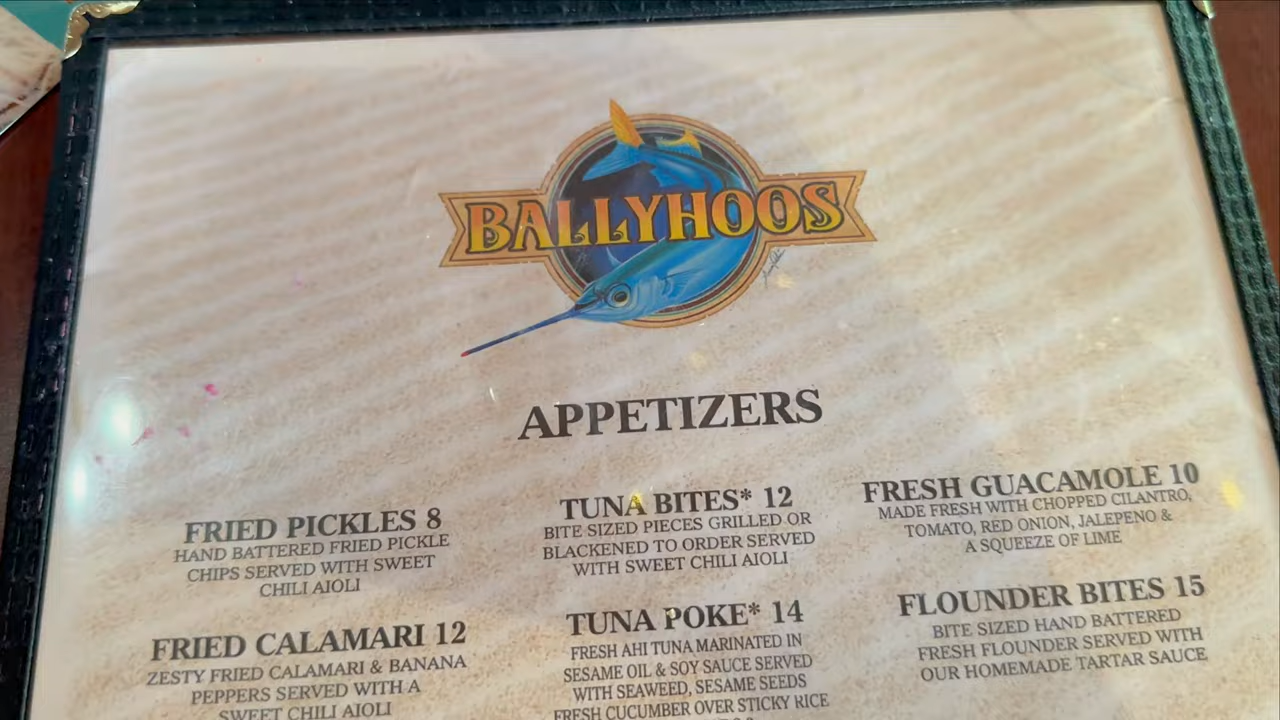 BALLYHOOS
APPETIZERS
FRIED PICKLES 8
HAND BATTERED FRIED PICKLE
CHIPS SERVED WITH SWEET
CHILI AIOLI
FRIED CALAMARI 12
ZESTY FRIED CALAMARI & BANANA
PEPPERS SERVED WITH A
SWEET CHILI AIOLI
TUNA BITES* 12
BITE SIZED PIECES GRILLED OR
BLACKENED TO ORDER SERVED
WITH SWEET CHILI AIOLI
TUNA POKE* 14
FRESH AHI TUNA MARINATED IN
SESAME OIL & SOY SAUCE SERVED
WITH SEAWEED, SESAME SEEDS
FRESH CUCUMBER OVER STICKY RICE
FRESH GUACAMOLE 10
MADE FRESH WITH CHOPPED CILANTRO,
TOMATO, RED ONION, JALEPENO &
A SQUEEZE OF LIME
FLOUNDER BITES 15
BITE SIZED HAND BATTERED
FRESH FLOUNDER SERVED WITH
OUR HOMEMADE TARTAR SAUCE